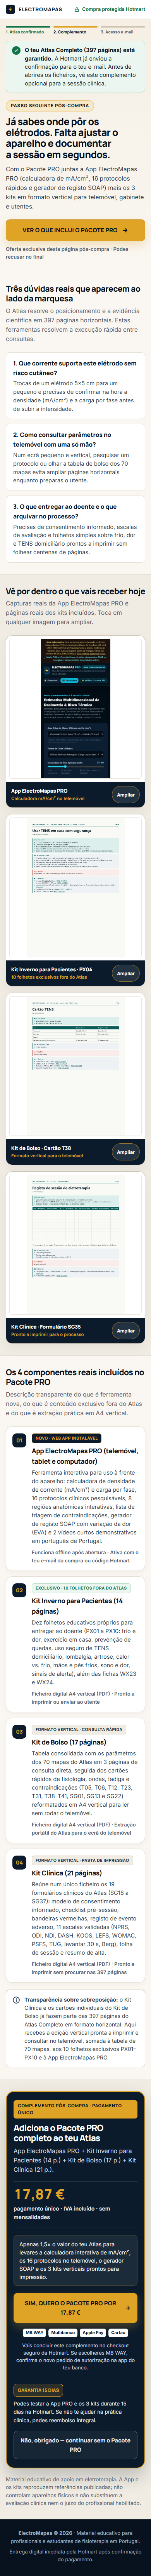 ELECTROMAPAS
Compra protegida Hotmart
1. Atlas confirmado
2. Complemento
3. Acesso e-mail
O teu Atlas Completo (397 páginas) está
garantido. A Hotmart já enviou a
confirmação para o teu e-mail. Antes de
abrires os ficheiros, vê este complemento
opcional para a sessão clínica.
PASSO SEGUINTE PÓS-COMPRA
Já sabes onde pôr os
elétrodos. Falta ajustar o
aparelho e documentar
a sessão em segundos.
Com o Pacote PRO juntas a App ElectroMapas
PRO (calculadora de mA/cm², 16 protocolos
rápidos e gerador de registo SOAP) mais os 3
kits em formato vertical para telemóvel, gabinete
e utentes.
VER O QUE INCLUI O PACOTE PRO →
Oferta exclusiva desta página pós-compra · Podes
recusar no final
Três dúvidas reais que aparecem ao
lado da marquesa
O Atlas resolve o posicionamento e a evidência
científica em 397 páginas horizontais. Estas
ferramentas resolvem a execução rápida entre
consultas.
1. Que corrente suporta este elétrodo sem
risco cutâneo?
Trocas de um elétrodo 5×5 cm para um
pequeno e precisas de confirmar na hora a
densidade (mA/cm²) e a carga por fase antes
de subir a intensidade.
2. Como consultar parâmetros no
telemóvel com uma só mão?
Num ecrã pequeno e vertical, pesquisar um
protocolo ou olhar a tabela de bolso dos 70
mapas evita ampliar páginas horizontais
enquanto preparas o utente.
3. O que entregar ao doente e o que
arquivar no processo?
Precisas de consentimento informado, escalas
de avaliação e folhetos simples sobre frio, dor
e TENS domiciliário prontos a imprimir sem
folhear centenas de páginas.
Vê por dentro o que vais receber hoje
Capturas reais da App ElectroMapas PRO e
páginas reais dos kits incluídos. Toca em
qualquer imagem para ampliar.
App ElectroMapas PRO
Calculadora mA/cm² no telemóvel
Ampliar
Usar TENS em casa com segurança
Kit Inverno para Pacientes · PX04
10 folhetos exclusivos fora do Atlas
Ampliar
Cartão TENS
Kit de Bolso · Cartão T36
Formato vertical para o telemóvel
Ampliar
Registo de sessão de eletroterapia
Kit Clínica · Formulário SG35
Pronto a imprimir para o processo
Ampliar
Os 4 componentes reais incluídos no
Pacote PRO
Descrição transparente do que é ferramenta
nova, do que é conteúdo exclusivo fora do Atlas
e do que é extração prática em A4 vertical.
01
NOVO · WEB APP INSTALÁVEL
App ElectroMapas PRO (telemóvel,
tablet e computador)
Ferramenta interativa para uso à frente
do aparelho: calculadora de densidade
de corrente (mA/cm²) e carga por fase,
16 protocolos clínicos pesquisáveis, 8
regiões anatómicas interativas, lista de
triagem de contraindicações, gerador
de registo SOAP com variação da dor
(EVA) e 2 vídeos curtos demonstrativos
em português de Portugal.
Funciona offline após abertura · Ativa com o
teu e-mail da compra ou código Hotmart
02
EXCLUSIVO · 10 FOLHETOS FORA DO ATLAS
Kit Inverno para Pacientes (14
páginas)
Dez folhetos educativos próprios para
entregar ao doente (PX01 a PX10: frio e
dor, exercício em casa, prevenção de
quedas, uso seguro de TENS
domiciliário, lombalgia, artrose, calor
vs. frio, mãos e pés frios, sono e dor,
sinais de alerta), além das fichas WX23
e WX24.
Ficheiro digital A4 vertical (PDF) · Pronto a
imprimir ou enviar ao utente
03
FORMATO VERTICAL · CONSULTA RÁPIDA
Kit de Bolso (17 páginas)
Tabela consolidada com os parâmetros
dos 70 mapas do Atlas em 3 páginas de
consulta direta, seguida dos cartões
rápidos de fisiologia, ondas, fadiga e
contraindicações (T05, T06, T12, T23,
T31, T38–T41, SG01, SG13 e SG22)
reformatados em A4 vertical para ler
sem rodar o telemóvel.
Ficheiro digital A4 vertical (PDF) · Extração
portátil do Atlas para o ecrã do telemóvel
04
FORMATO VERTICAL · PASTA DE IMPRESSÃO
Kit Clínica (21 páginas)
Reúne num único ficheiro os 19
formulários clínicos do Atlas (SG18 a
SG37): modelo de consentimento
informado, checklist pré-sessão,
bandeiras vermelhas, registo de evento
adverso, 11 escalas validadas (NPRS,
ODI, NDI, DASH, KOOS, LEFS, WOMAC,
PSFS, TUG, levantar 30 s, Berg), folha
de sessão e resumo de alta.
Ficheiro digital A4 vertical (PDF) · Pronto a
imprimir sem procurar nas 397 páginas
Transparência sobre sobreposição: o Kit
Clínica e os cartões individuais do Kit de
Bolso já fazem parte das 397 páginas do
Atlas Completo em formato horizontal. Aqui
recebes a edição vertical pronta a imprimir e
consultar no telemóvel, somada à tabela de
70 mapas, aos 10 folhetos exclusivos PX01–
PX10 e à App ElectroMapas PRO.
COMPLEMENTO PÓS-COMPRA · PAGAMENTO
ÚNICO
Adiciona o Pacote PRO
completo ao teu Atlas
App ElectroMapas PRO + Kit Inverno para
Pacientes (14 p.) + Kit de Bolso (17 p.) + Kit
Clínica (21 p.).
17,87 €
pagamento único · IVA incluído · sem
mensalidades
Apenas 1,5× o valor do teu Atlas para
levares a calculadora interativa de mA/cm²,
os 16 protocolos no telemóvel, o gerador
SOAP e os 3 kits verticais prontos para
impressão.
SIM, QUERO O PACOTE PRO POR
17,87 € →
MB WAY
Multibanco
Apple Pay
Cartão
Vais concluir este complemento no checkout
seguro da Hotmart. Se escolheres MB WAY,
confirma o novo pedido de autorização na app do
teu banco.
GARANTIA 15 DIAS
Podes testar a App PRO e os 3 kits durante 15
dias na Hotmart. Se não te ajudar na prática
clínica, pedes reembolso integral.
Não, obrigado — continuar sem o Pacote
PRO
Material educativo de apoio em eletroterapia. A App e
os kits representam dados publicados e não
controlam aparelhos físicos e não substituem a
avaliação clínica nem o juízo do profissional habilitado.
ElectroMapas © 2026 · Material educativo para
profissionais e estudantes de fisioterapia em Portugal.
Entrega digital imediata pela Hotmart após confirmação
do pagamento.